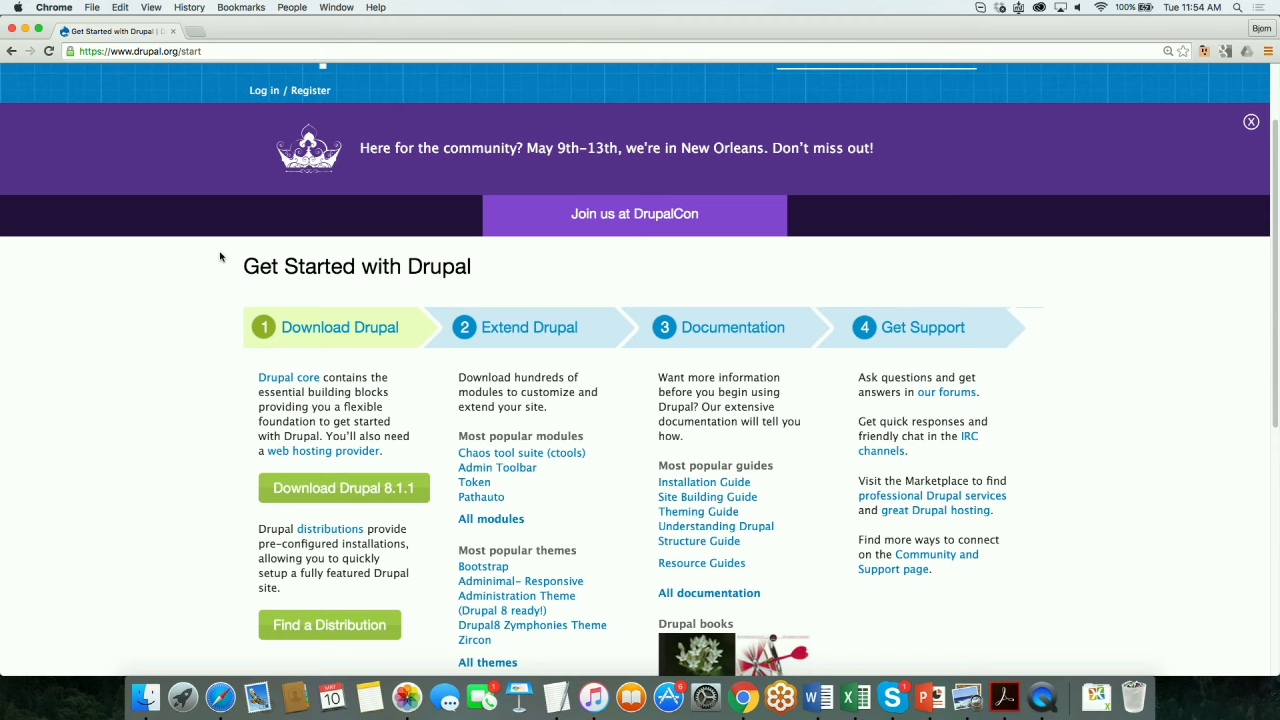 Chrome File Edit View History Bookmarks People Window Help 100% Tue 11:54 AM
Get Started with Drupal | D Bjorn
https://www.drupal.org/start
Log in / Register
Here for the community? May 9th-13th, we're in New Orleans. Don't miss out! X
Join us at DrupalCon
Get Started with Drupal
1 Download Drupal
Drupal core contains the
essential building blocks
providing you a flexible
foundation to get started
with Drupal. You'll also need
a web hosting provider.
Download Drupal 8.1.1
Drupal distributions provide
pre-configured installations,
allowing you to quickly
setup a fully featured Drupal
site.
Find a Distribution
2 Extend Drupal
Download hundreds of
modules to customize and
extend your site.
Most popular modules
Chaos tool suite (ctools)
Admin Toolbar
Token
Pathauto
All modules
Most popular themes
Bootstrap
Adminimal- Responsive
Administration Theme
(Drupal 8 ready!)
Drupal8 Zymphonies Theme
Zircon
All themes
3 Documentation
Want more information
before you begin using
Drupal? Our extensive
documentation will tell you
how.
Most popular guides
Installation Guide
Site Building Guide
Theming Guide
Understanding Drupal
Structure Guide
Resource Guides
All documentation
Drupal books
4 Get Support
Ask questions and get
answers in our forums.
Get quick responses and
friendly chat in the IRC
channels.
Visit the Marketplace to find
professional Drupal services
and great Drupal hosting.
Find more ways to connect
on the Community and
Support page.
MAY 10 1 6 1